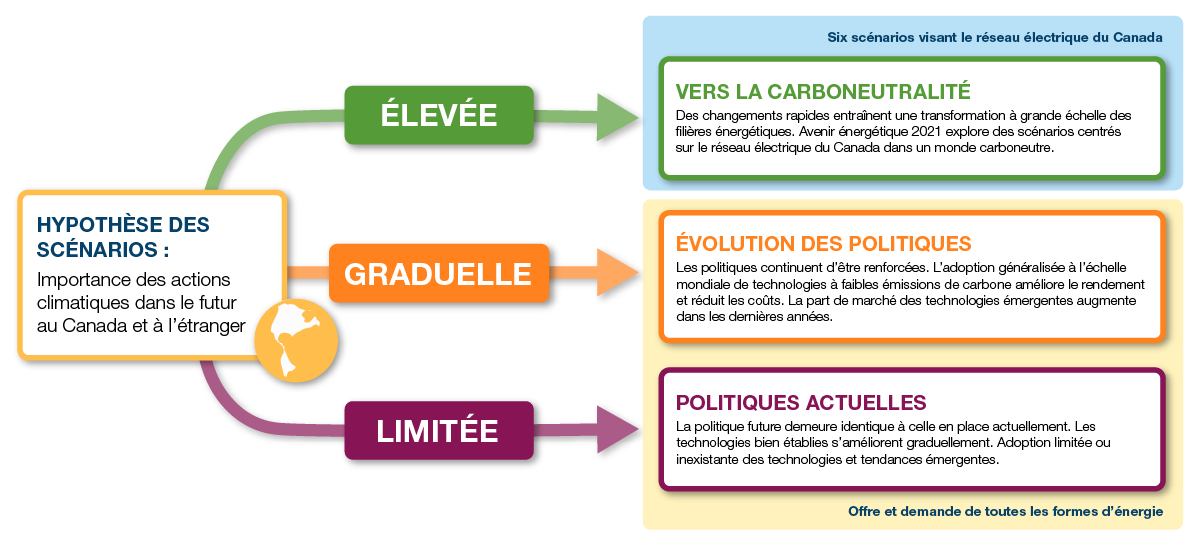 HYPOTHÈSE DES
SCÉNARIOS :
Importance des actions
climatiques dans le futur
au Canada et à l’étranger
ÉLEVÉE
Six scénarios visant le réseau électrique du Canada
VERS LA CARBONEUTRALITÉ
Des changements rapides entraînent une transformation à grande échelle des
filières énergétiques. Avenir énergétique 2021 explore des scénarios centrés
sur le réseau électrique du Canada dans un monde carboneutre.
GRADUELLE
ÉVOLUTION DES POLITIQUES
Les politiques continuent d’être renforcées. L’adoption généralisée à l’échelle
mondiale de technologies à faibles émissions de carbone améliore le rendement
et réduit les coûts. La part de marché des technologies émergentes augmente
dans les dernières années.
LIMITÉE
POLITIQUES ACTUELLES
La politique future demeure identique à celle en place actuellement. Les
technologies bien établies s’améliorent graduellement. Adoption limitée ou
inexistante des technologies et tendances émergentes.
Offre et demande de toutes les formes d’énergie